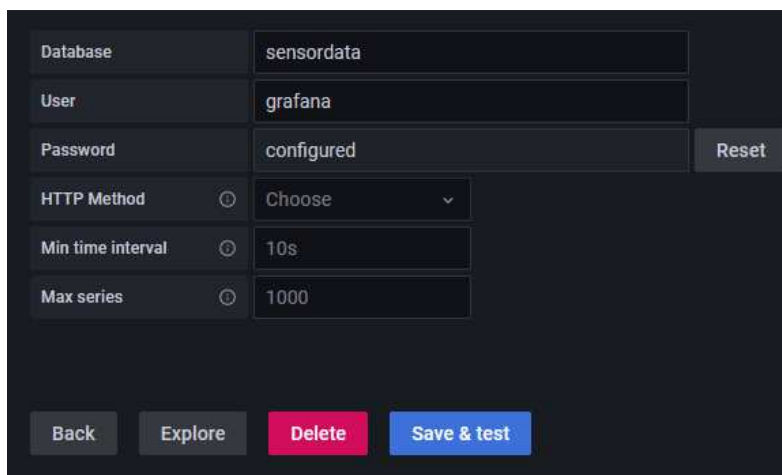 Database sensordata
User grafana
Password configured Reset
HTTP Method Choose
Min time interval 10s
Max series 1000
Back Explore Delete Save & test